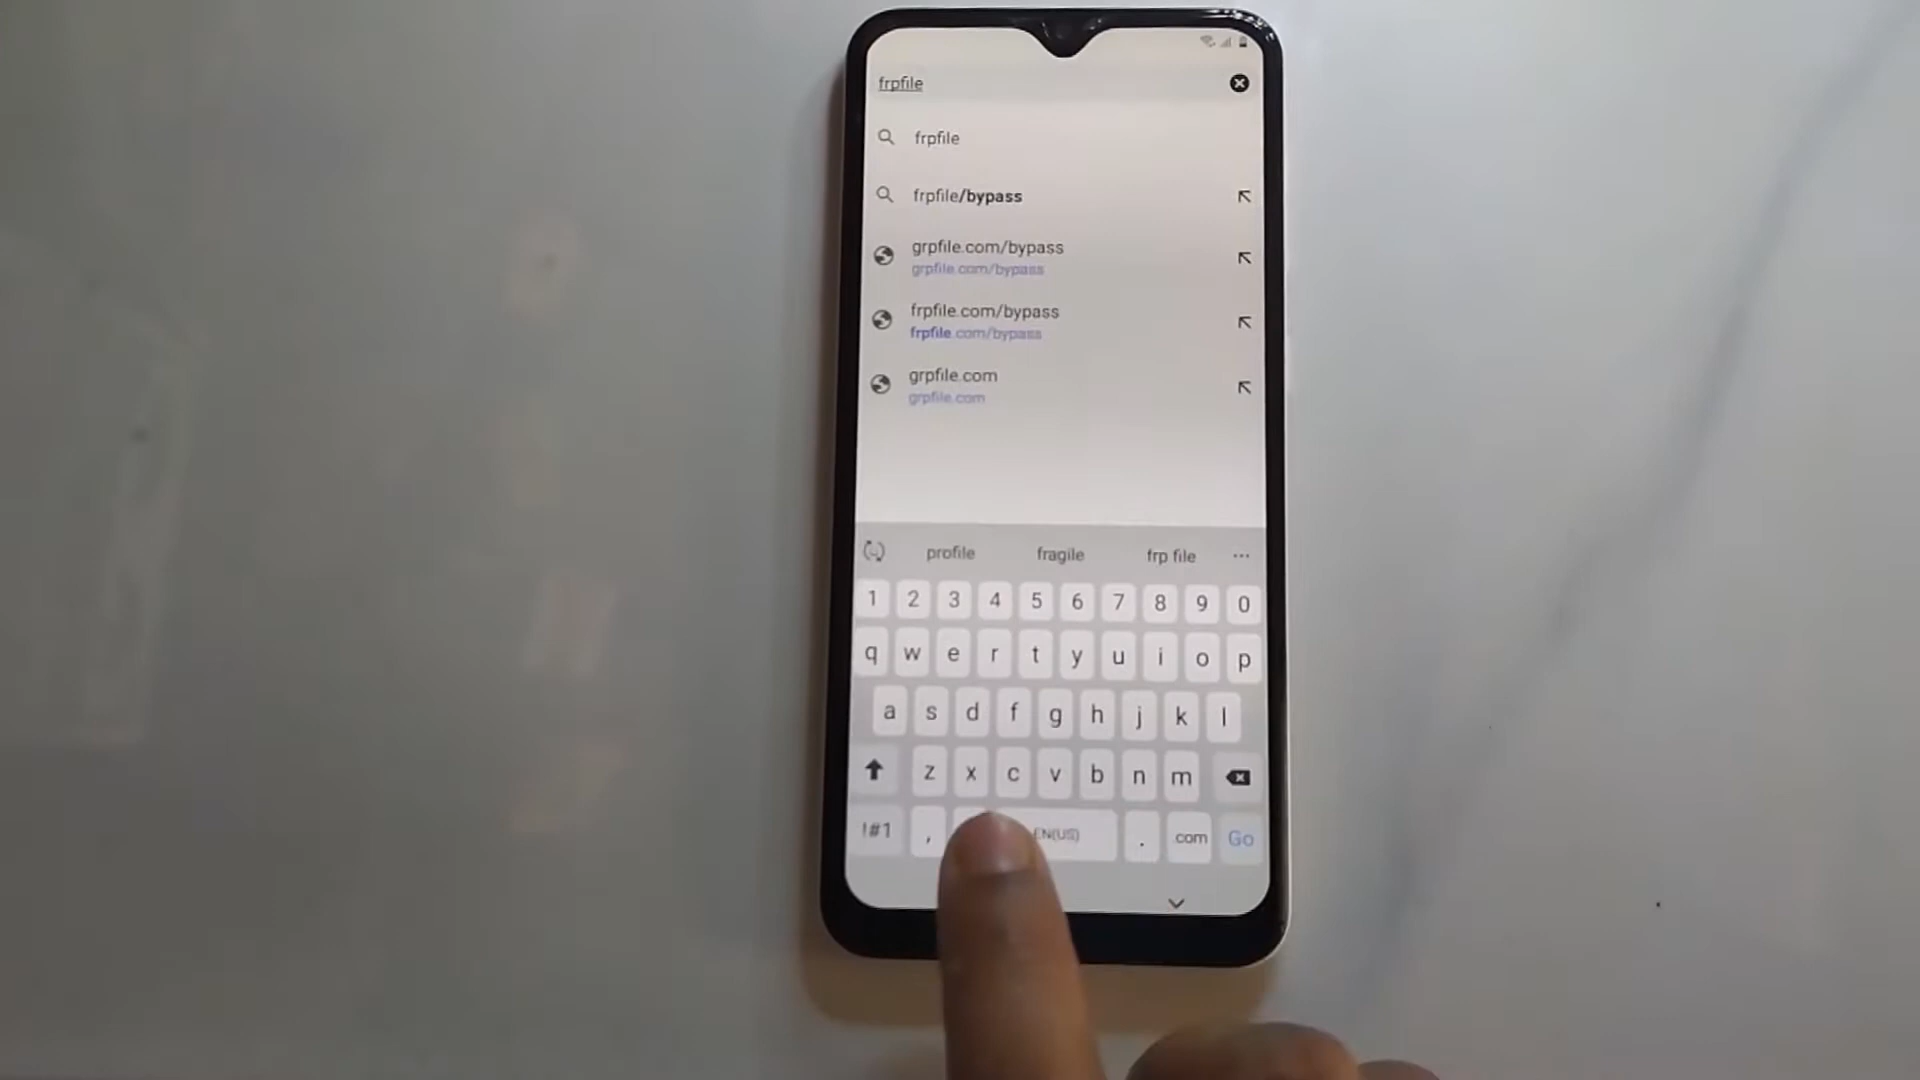 frpfile
frpfile
frpfile/bypass
grpfile.com/bypass
grpfile.com/bypass
frpfile.com/bypass
frpfile.com/bypass
grpfile.com
grpfile.com
profile fragile frp file ...
1 2 3 4 5 6 7 8 9 0
q w e r t y u i o p
a s d f g h j k l
z x c v b n m
!#1 , EN(US) . com Go